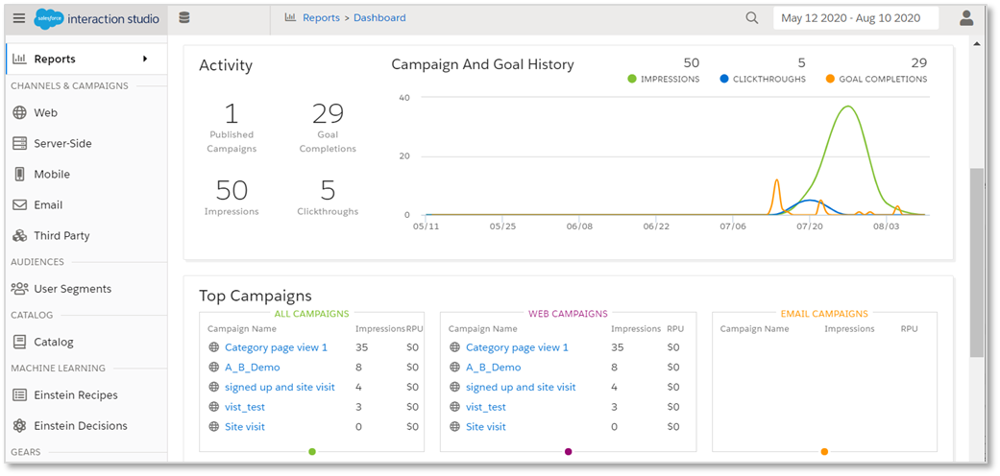 salesforce interaction studio
Reports > Dashboard
May 12 2020 - Aug 10 2020
Reports
CHANNELS & CAMPAIGNS
Web
Server-Side
Mobile
Email
Third Party
AUDIENCES
User Segments
CATALOG
Catalog
MACHINE LEARNING
Einstein Recipes
Einstein Decisions
GEARS
Activity
1
Published
Campaigns
29
Goal
Completions
50
Impressions
5
Clickthroughs
Campaign And Goal History
50
IMPRESSIONS
5
CLICKTHROUGHS
29
GOAL COMPLETIONS
40
20
0
05/11 05/25 06/08 06/22 07/06 07/20 08/03
Top Campaigns
ALL CAMPAIGNS
Campaign Name Impressions RPU
Category page view 1 35 $0
A_B_Demo 8 $0
signed up and site visit 4 $0
vist_test 3 $0
Site visit 0 $0
WEB CAMPAIGNS
Campaign Name Impressions RPU
Category page view 1 35 $0
A_B_Demo 8 $0
signed up and site visit 4 $0
vist_test 3 $0
Site visit 0 $0
EMAIL CAMPAIGNS
Campaign Name Impressions RPU